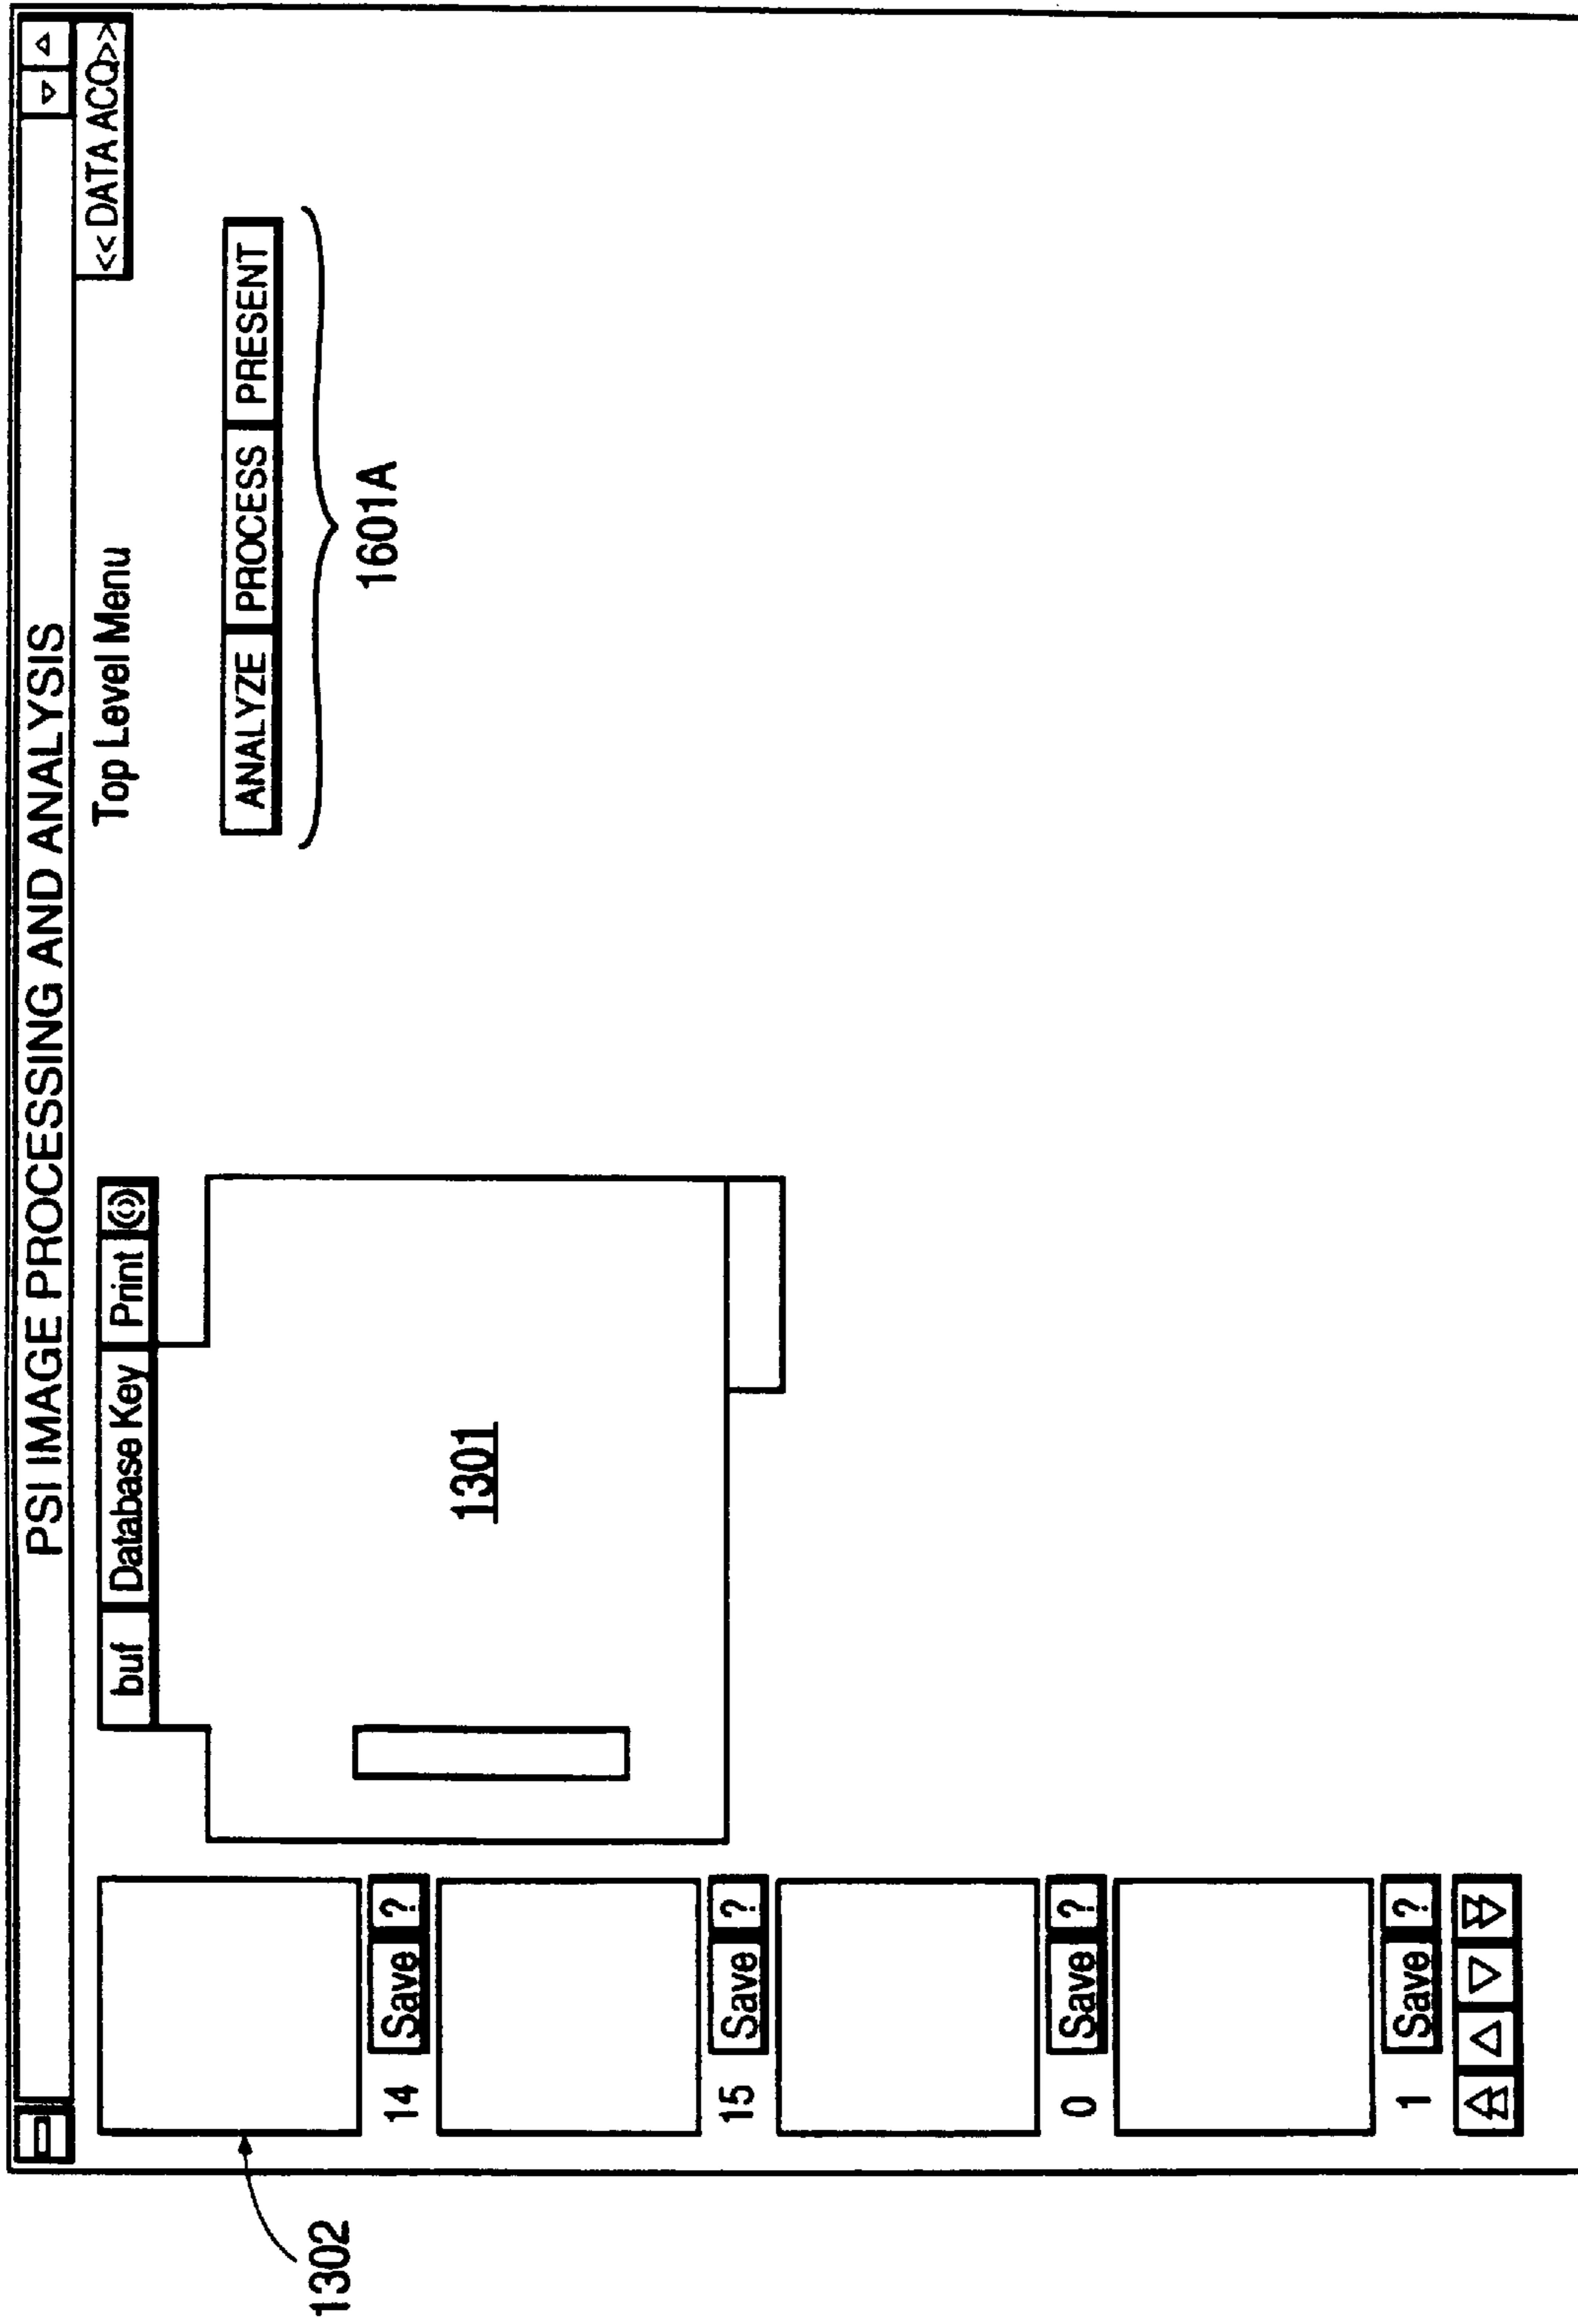 PSI IMAGE PROCESSING AND ANALYSIS
<< DATA ACQ>>
Top Level Menu
buf Database Key Print
ANALYZE PROCESS PRESENT
1601A
1302
1301
14 Save ?
15 Save ?
0 Save ?
1 Save ?